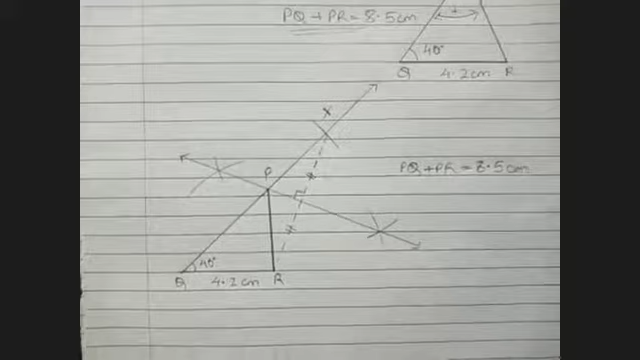 PQ + PR = 8.5cm
40°
Q 4.2cm R
X
P
PQ + PR = 8.5cm
40°
Q 4.2cm R